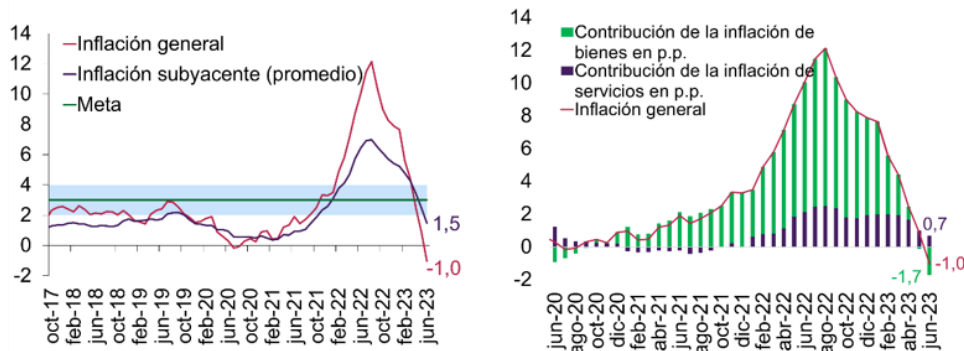 14
12
10
8
6
4
2
0
-2
Inflación general
Inflación subyacente (promedio)
Meta
1,5
-1,0
oct-17
feb-18
jun-18
oct-18
feb-19
jun-19
oct-19
feb-20
jun-20
oct-20
feb-21
jun-21
oct-21
feb-22
jun-22
oct-22
feb-23
jun-23
14
12
10
8
6
4
2
0
-2
Contribución de la inflación de
bienes en p.p.
Contribución de la inflación de
servicios en p.p.
Inflación general
0,7
-1,0
-1,7
jun-20
ago-20
oct-20
dic-20
feb-21
abr-21
jun-21
ago-21
oct-21
dic-21
feb-22
abr-22
jun-22
ago-22
oct-22
dic-22
feb-23
abr-23
jun-23